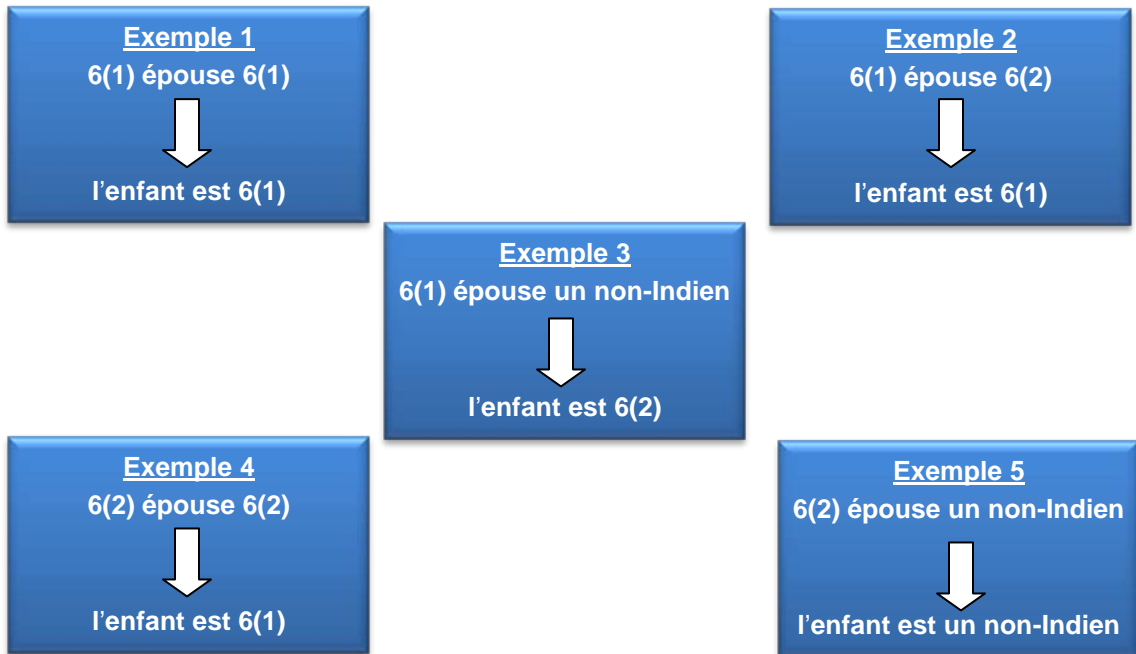 Exemple 1
6(1) épouse 6(1)
l'enfant est 6(1)
Exemple 2
6(1) épouse 6(2)
l'enfant est 6(1)
Exemple 3
6(1) épouse un non-Indien
l'enfant est 6(2)
Exemple 4
6(2) épouse 6(2)
l'enfant est 6(1)
Exemple 5
6(2) épouse un non-Indien
l'enfant est un non-Indien